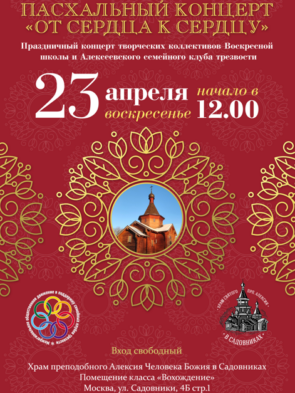 ПАСХАЛЬНЫЙ КОНЦЕРТ
«ОТ СЕРДЦА К СЕРДЦУ»
Праздничный концерт творческих коллективов Воскресной
школы и Алексеевского семейного клуба трезвости
23 апреля начало в
воскресенье 12.00
В САДОВНИКАХ
Вход свободный
Храм преподобного Алексия Человека Божия в Садовниках
Помещение класса «Вохождение»
Москва, ул. Садовники, 4Б стр.1